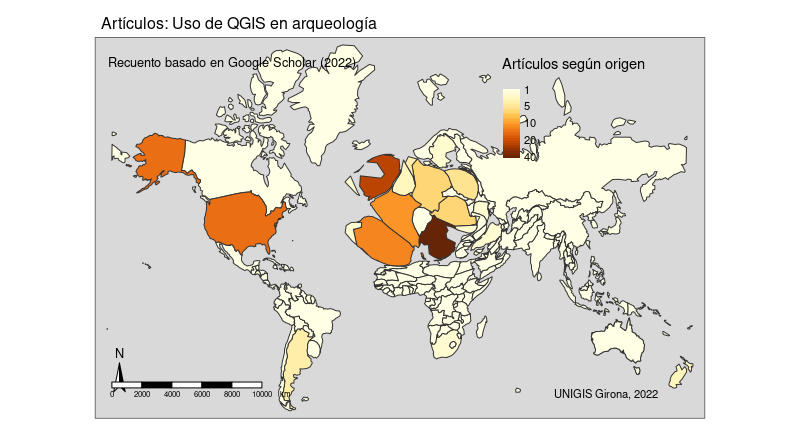 Artículos: Uso de QGIS en arqueología
Recuento basado en Google Scholar (2022)
Artículos según origen
1
5
10
20
40
N
0 2000 4000 6000 8000 10000 km
UNIGIS Girona, 2022